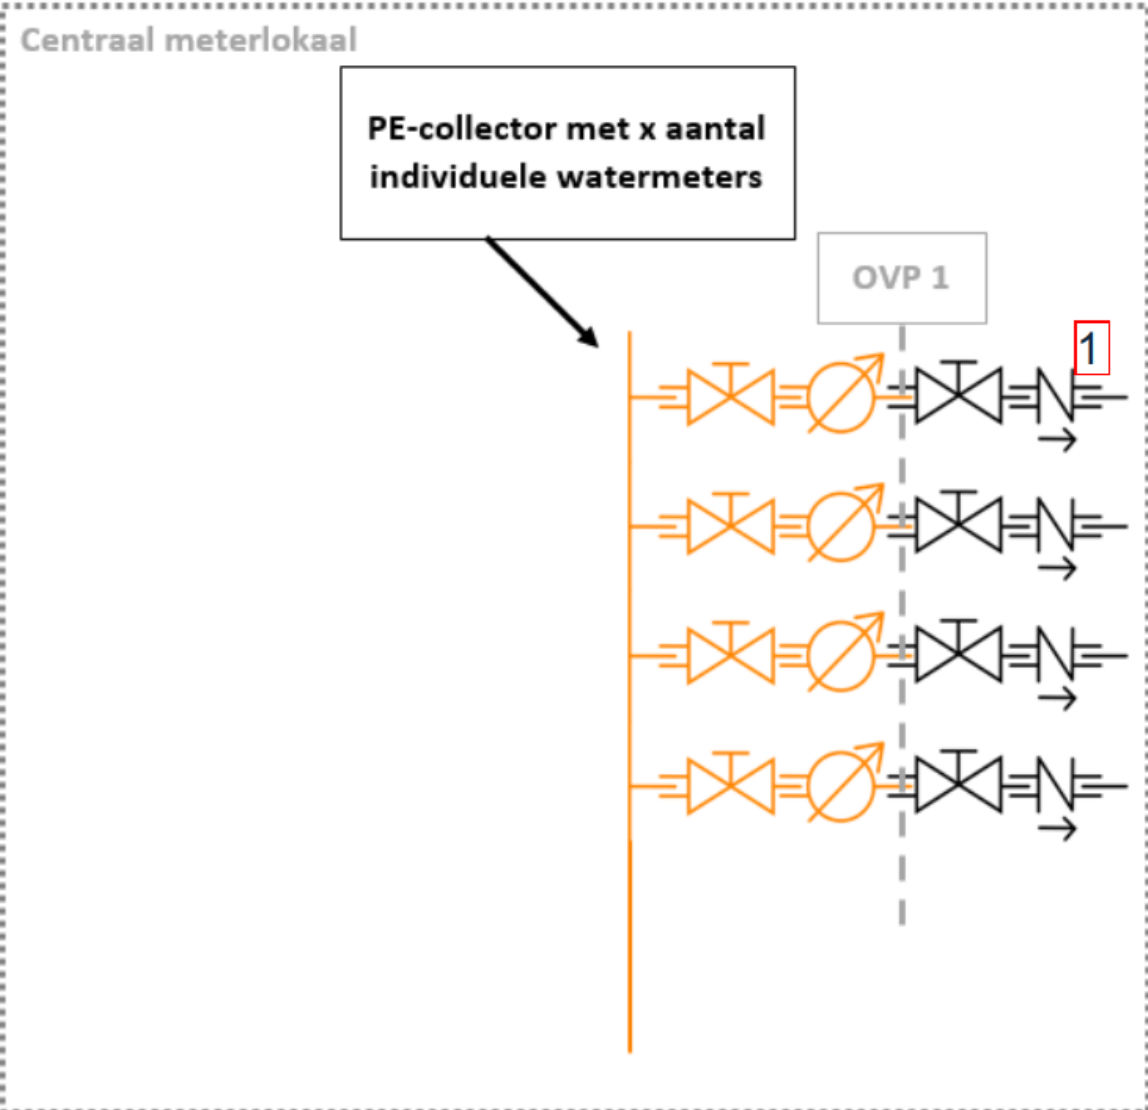 Centraal meterlokaal
PE-collector met x aantal
individuele watermeters
OVP 1
1